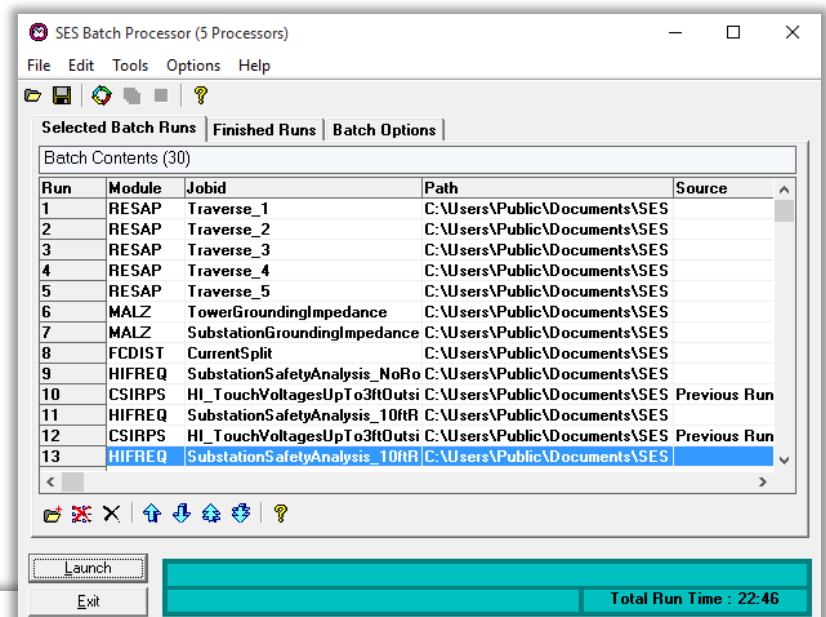 SES Batch Processor (5 Processors)
File Edit Tools Options Help
Selected Batch Runs Finished Runs Batch Options
Batch Contents (30)
Run Module Jobid Path Source
1 RESAP Traverse_1 C:\Users\Public\Documents\SES
2 RESAP Traverse_2 C:\Users\Public\Documents\SES
3 RESAP Traverse_3 C:\Users\Public\Documents\SES
4 RESAP Traverse_4 C:\Users\Public\Documents\SES
5 RESAP Traverse_5 C:\Users\Public\Documents\SES
6 MALZ TowerGroundingImpedance C:\Users\Public\Documents\SES
7 MALZ SubstationGroundingImpedance C:\Users\Public\Documents\SES
8 FCDIST CurrentSplit C:\Users\Public\Documents\SES
9 HIFREQ SubstationSafetyAnalysis_NoRo C:\Users\Public\Documents\SES
10 CSIRPS HI_TouchVoltagesUpTo3ftOutsi C:\Users\Public\Documents\SES Previous Run
11 HIFREQ SubstationSafetyAnalysis_10ftR C:\Users\Public\Documents\SES
12 CSIRPS HI_TouchVoltagesUpTo3ftOutsi C:\Users\Public\Documents\SES Previous Run
13 HIFREQ SubstationSafetyAnalysis_10ftR C:\Users\Public\Documents\SES
Launch
Exit
Total Run Time : 22:46